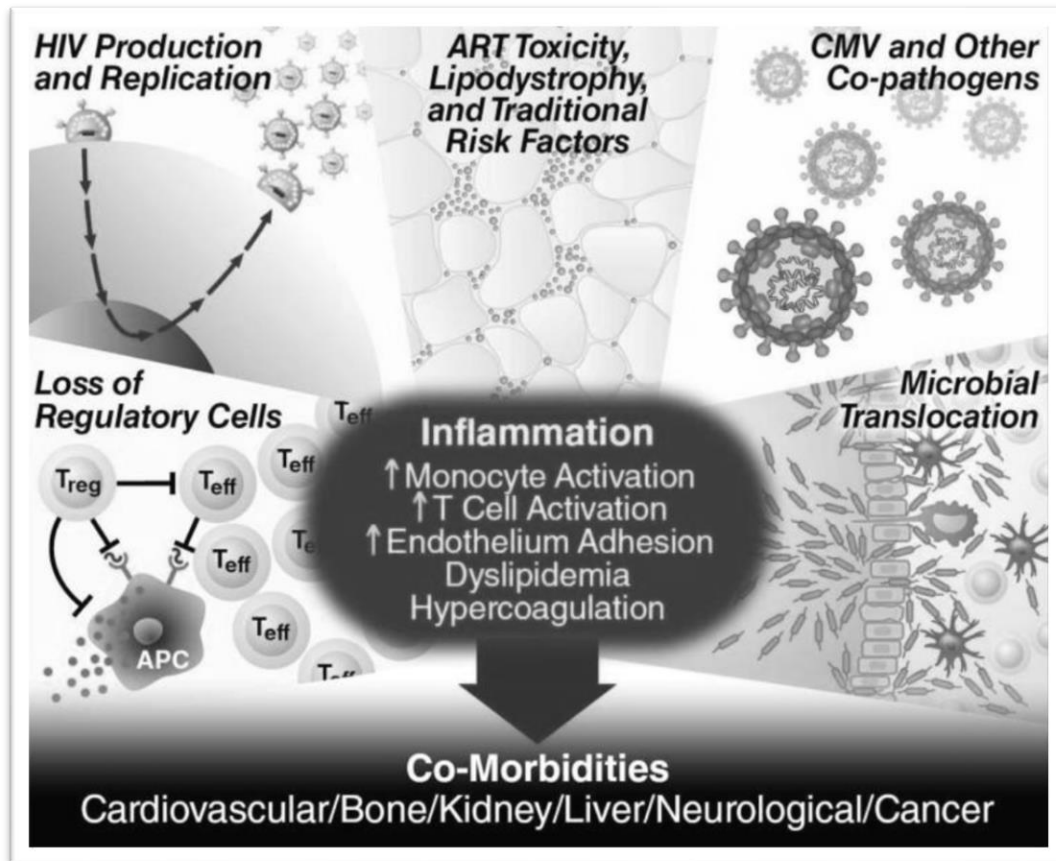 HIV Production
and Replication
ART Toxicity,
Lipodystrophy,
and Traditional
Risk Factors
CMV and Other
Co-pathogens
Loss of
Regulatory Cells
Treg
Teff
Teff
Teff
Teff
Teff
APC
Microbial
Translocation
Inflammation
↑Monocyte Activation
↑T Cell Activation
↑Endothelium Adhesion
Dyslipidemia
Hypercoagulation
Co-Morbidities
Cardiovascular/Bone/Kidney/Liver/Neurological/Cancer